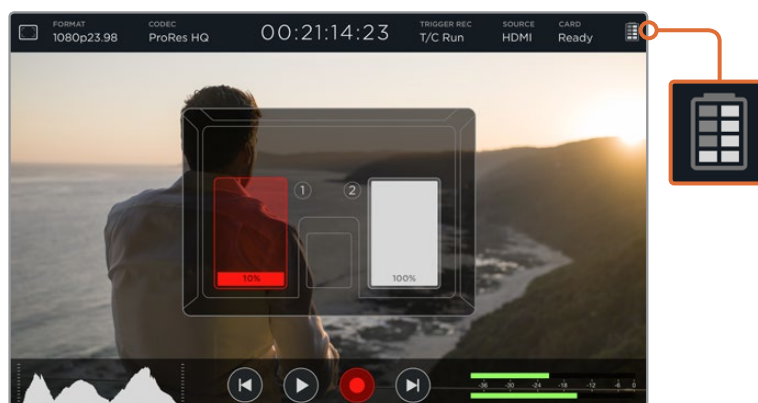 FORMAT
1080p23.98
CODEC
ProRes HQ
00:21:14:23
TRIGGER REC
T/C Run
SOURCE
HDMI
CARD
Ready
1
2
10%
100%
-36 -30 -24 -18 -12 -6 0